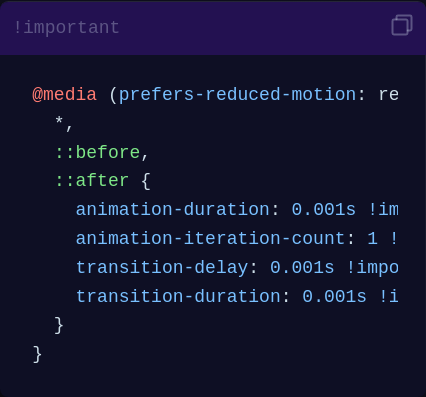 !important
@media (prefers-reduced-motion: re
*,
::before,
::after {
animation-duration: 0.001s !im
animation-iteration-count: 1 !
transition-delay: 0.001s !impo
transition-duration: 0.001s !i
}
}